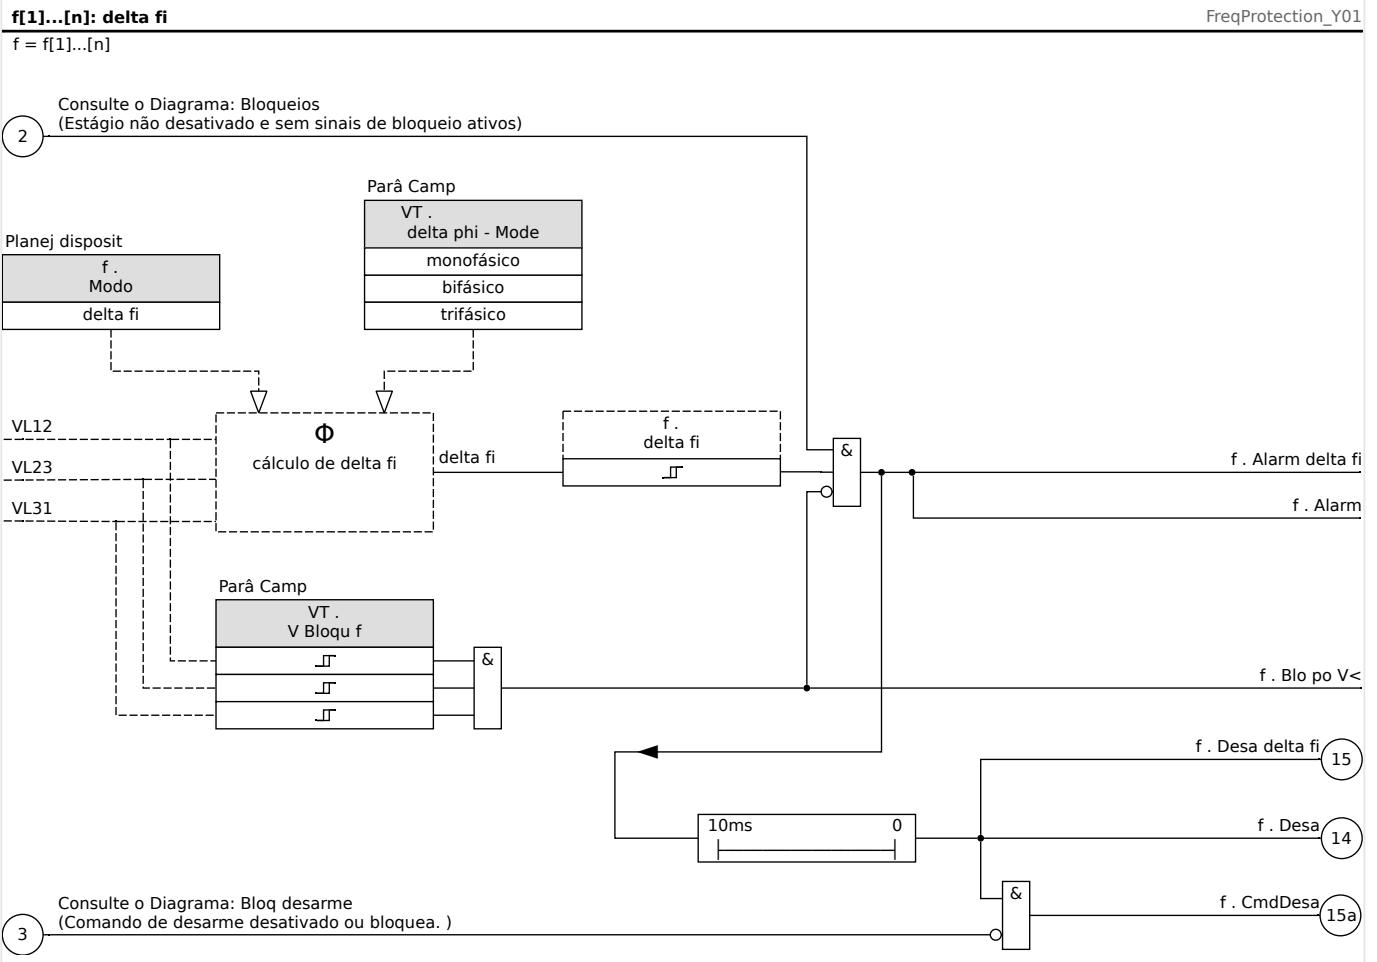 f[1]...[n]: delta fi
FreqProtection_Y01
f = f[1]...[n]
Consulte o Diagrama: Bloqueios
(Estágio não desativado e sem sinais de bloqueio ativos)
2
Parâ Camp
VT .
delta phi - Mode
monofásico
bifásico
trifásico
Planej disposit
f .
Modo
delta fi
VL12
VL23
VL31
Φ
cálculo de delta fi
delta fi
f .
delta fi
&
f . Alarm delta fi
f . Alarm
Parâ Camp
VT .
V Bloqu f
&
f . Blo po V<
f . Desa delta fi
15
10ms
0
f . Desa
14
&
f . CmdDesa
15a
Consulte o Diagrama: Bloq desarme
(Comando de desarme desativado ou bloquea. )
3